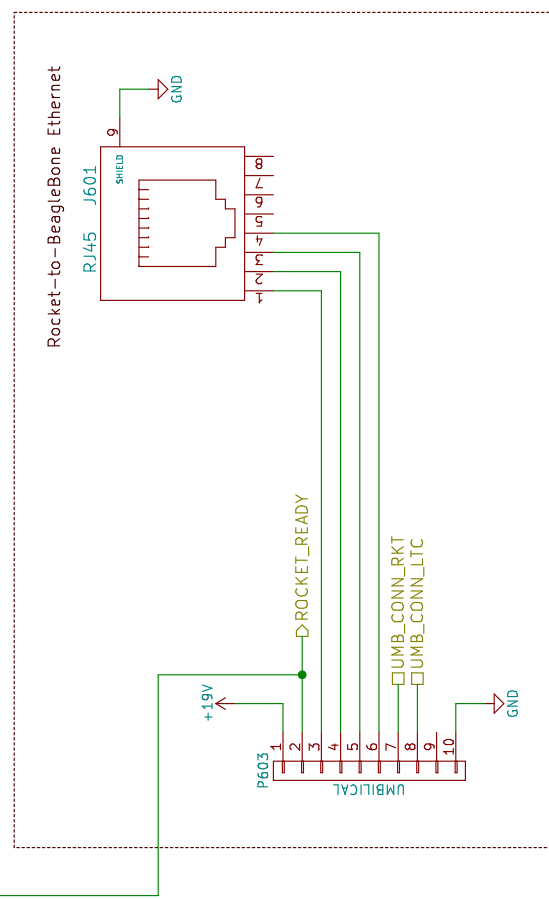 Rocket-to-BeagleBone Ethernet
RJ45 J601
SHIELD
9
GND
8
7
6
5
4
3
2
1
ROCKET_READY
UMB_CONN_RKT
UMB_CONN_LTC
+19V
GND
P603
1
2
3
4
5
6
7
8
9
10
UMBILICAL